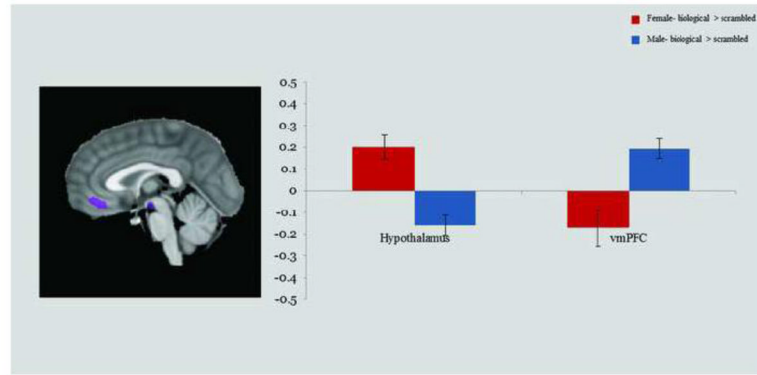 Female- biological > scrambled
Male- biological > scrambled
0.5
0.4
0.3
0.2
0.1
0
-0.1
-0.2
-0.3
-0.4
-0.5
Hypothalamus
vmPFC